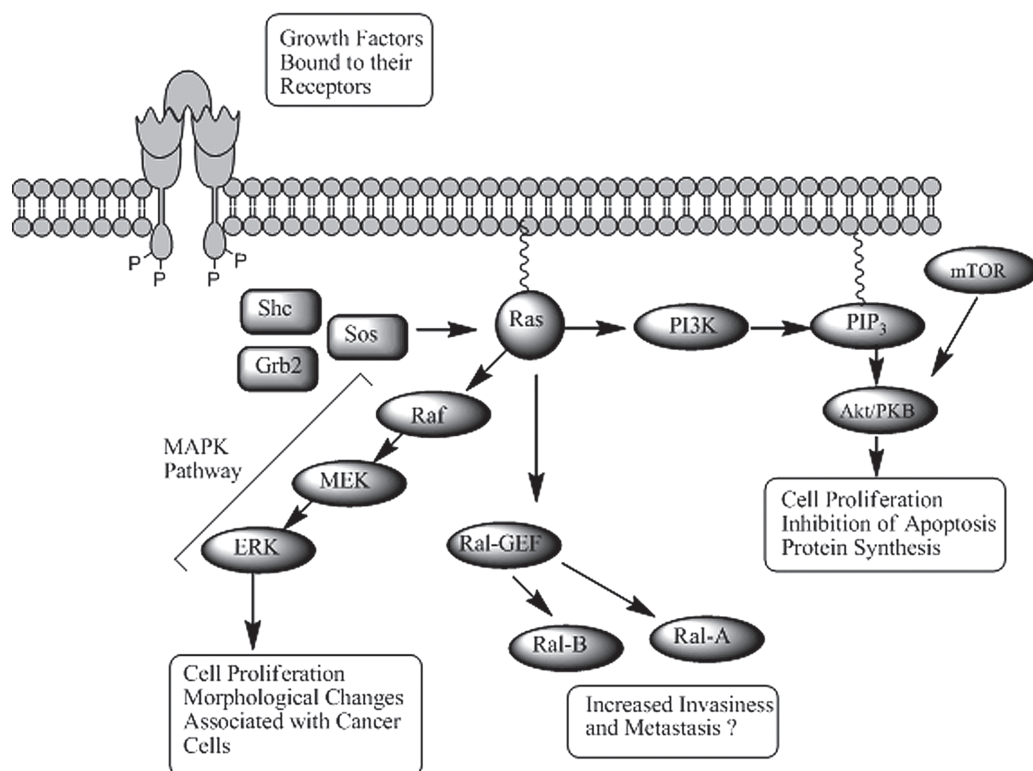 Growth Factors
Bound to their
Receptors
P
P
P
P
mTOR
Shc
Sos
Grb2
Ras
PI3K
PIP3
Akt/PKB
Raf
MAPK
Pathway
MEK
ERK
Cell Proliferation
Inhibition of Apoptosis
Protein Synthesis
Ral-GEF
Ral-B
Ral-A
Cell Proliferation
Morphological Changes
Associated with Cancer
Cells
Increased Invasiness
and Metastasis ?